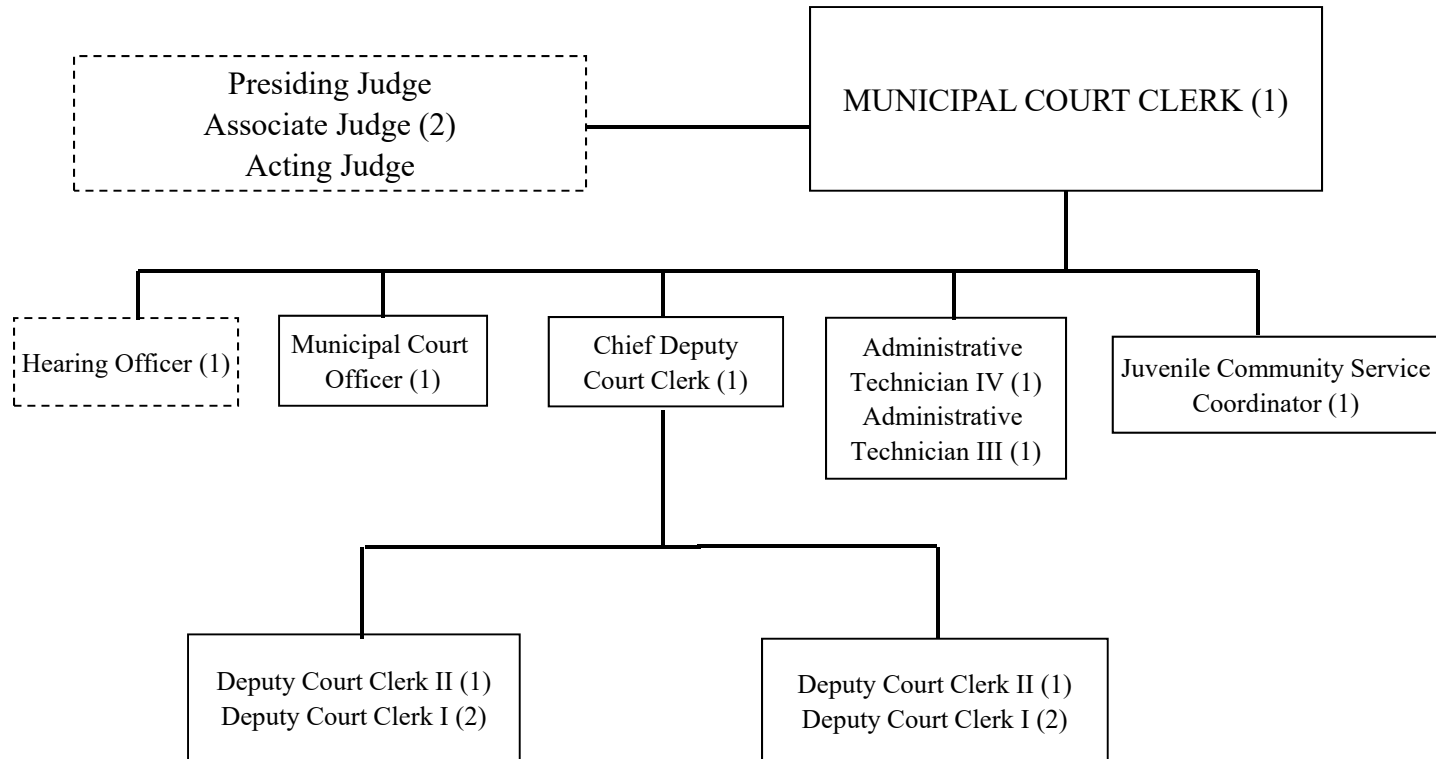 Presiding Judge
Associate Judge (2)
Acting Judge
MUNICIPAL COURT CLERK (1)
Hearing Officer (1)
Municipal Court
Officer (1)
Chief Deputy
Court Clerk (1)
Administrative
Technician IV (1)
Administrative
Technician III (1)
Juvenile Community Service
Coordinator (1)
Deputy Court Clerk II (1)
Deputy Court Clerk I (2)
Deputy Court Clerk II (1)
Deputy Court Clerk I (2)